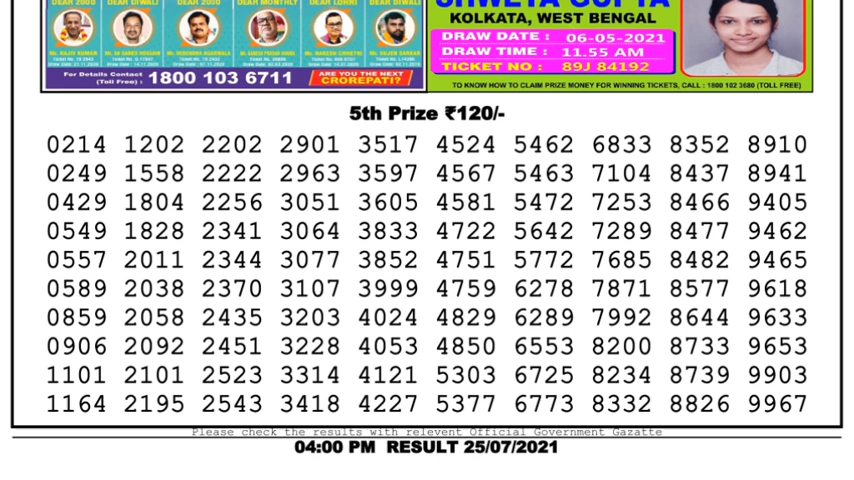 DEAR 2000 DEAR DIWALI DEAR 2000 DEAR MONTHLY DEAR LOHRI DEAR DIWALI
SHWETA GUPTA
KOLKATA, WEST BENGAL
DRAW DATE : 06-05-2021
DRAW TIME : 11.55 AM
TICKET NO : 89J 84192
For Details Contact
(Toll Free) : 1800 103 6711
ARE YOU THE NEXT
CROREPATI?
TO KNOW HOW TO CLAIM PRIZE MONEY FOR WINNING TICKETS, CALL : 1800 102 3680 (TOLL FREE)
5th Prize ₹120/-
0214 1202 2202 2901 3517 4524 5462 6833 8352 8910
0249 1558 2222 2963 3597 4567 5463 7104 8437 8941
0429 1804 2256 3051 3605 4581 5472 7253 8466 9405
0549 1828 2341 3064 3833 4722 5642 7289 8477 9462
0557 2011 2344 3077 3852 4751 5772 7685 8482 9465
0589 2038 2370 3107 3999 4759 6278 7871 8577 9618
0859 2058 2435 3203 4024 4829 6289 7992 8644 9633
0906 2092 2451 3228 4053 4850 6553 8200 8733 9653
1101 2101 2523 3314 4121 5303 6725 8234 8739 9903
1164 2195 2543 3418 4227 5377 6773 8332 8826 9967
Please check the results with relevent Official Government Gazatte
04:00 PM RESULT 25/07/2021